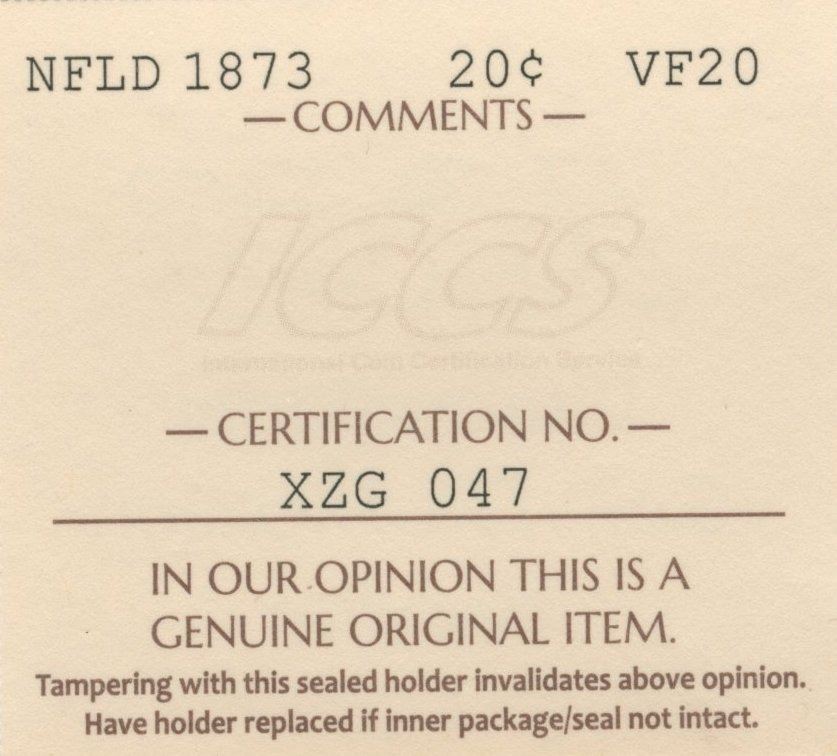 NFLD 1873 20¢ VF20
— COMMENTS —
ICCS
International Coin Certification Service
— CERTIFICATION NO. —
XZG 047
IN OUR OPINION THIS IS A
GENUINE ORIGINAL ITEM.
Tampering with this sealed holder invalidates above opinion.
Have holder replaced if inner package/seal not intact.